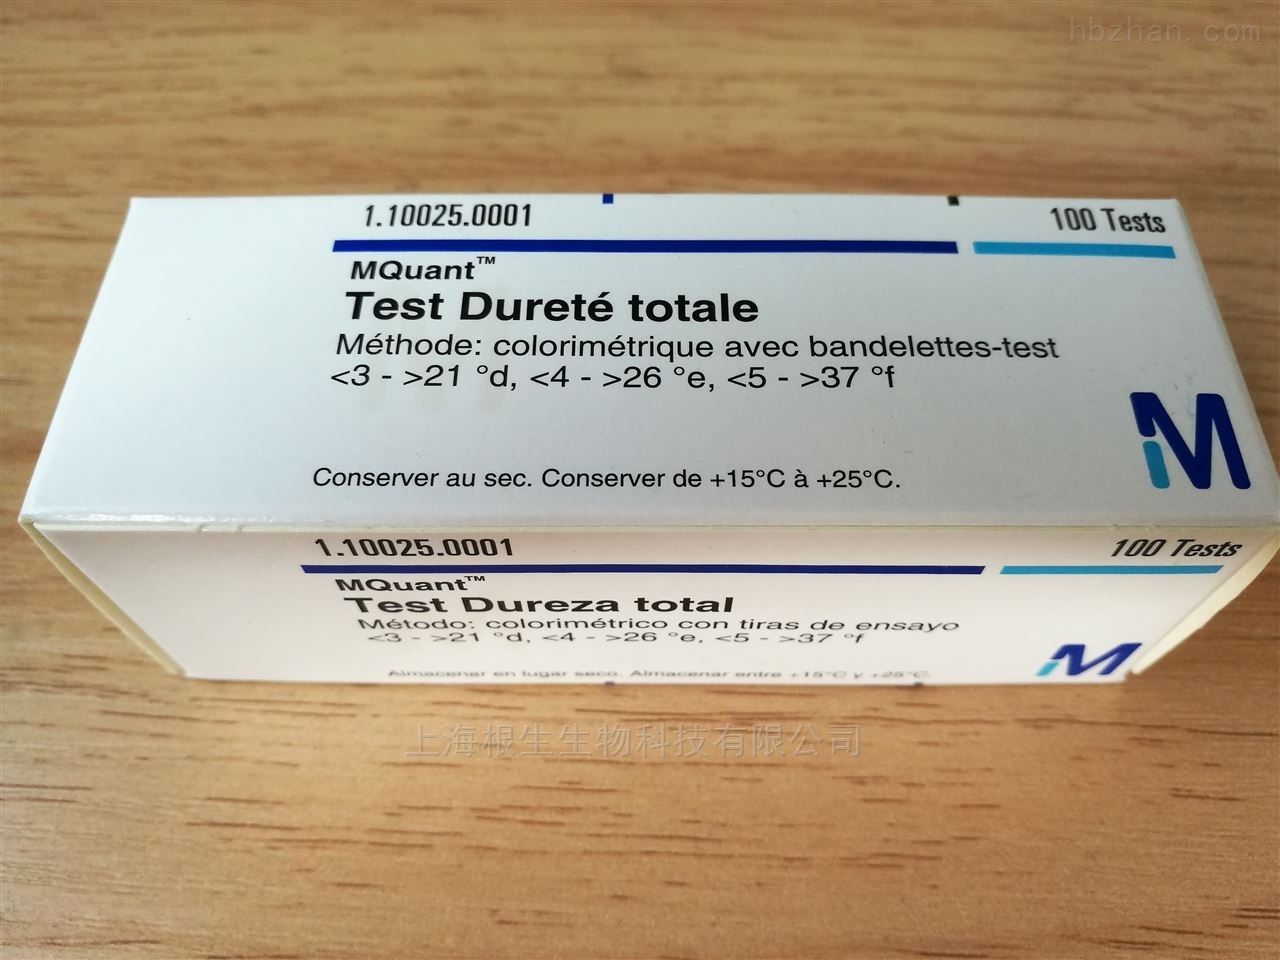 hbzhan.com
1.10025.0001
100 Tests
MQuant™
Test Dureté totale
Méthode: colorimétrique avec bandelettes-test
<3 - >21 °d, <4 - >26 °e, <5 - >37 °f
M
Conserver au sec. Conserver de +15°C à +25°C.
1.10025.0001
100 Tests
MQuant™
Test Dureza total
Método: colorimétrico con tiras de ensayo
<3 - >21 °d, <4 - >26 °e, <5 - >37 °f
M
Almacenar en lugar seco. Almacenar entre +15°C y +25°C.
上海根生生物科技有限公司